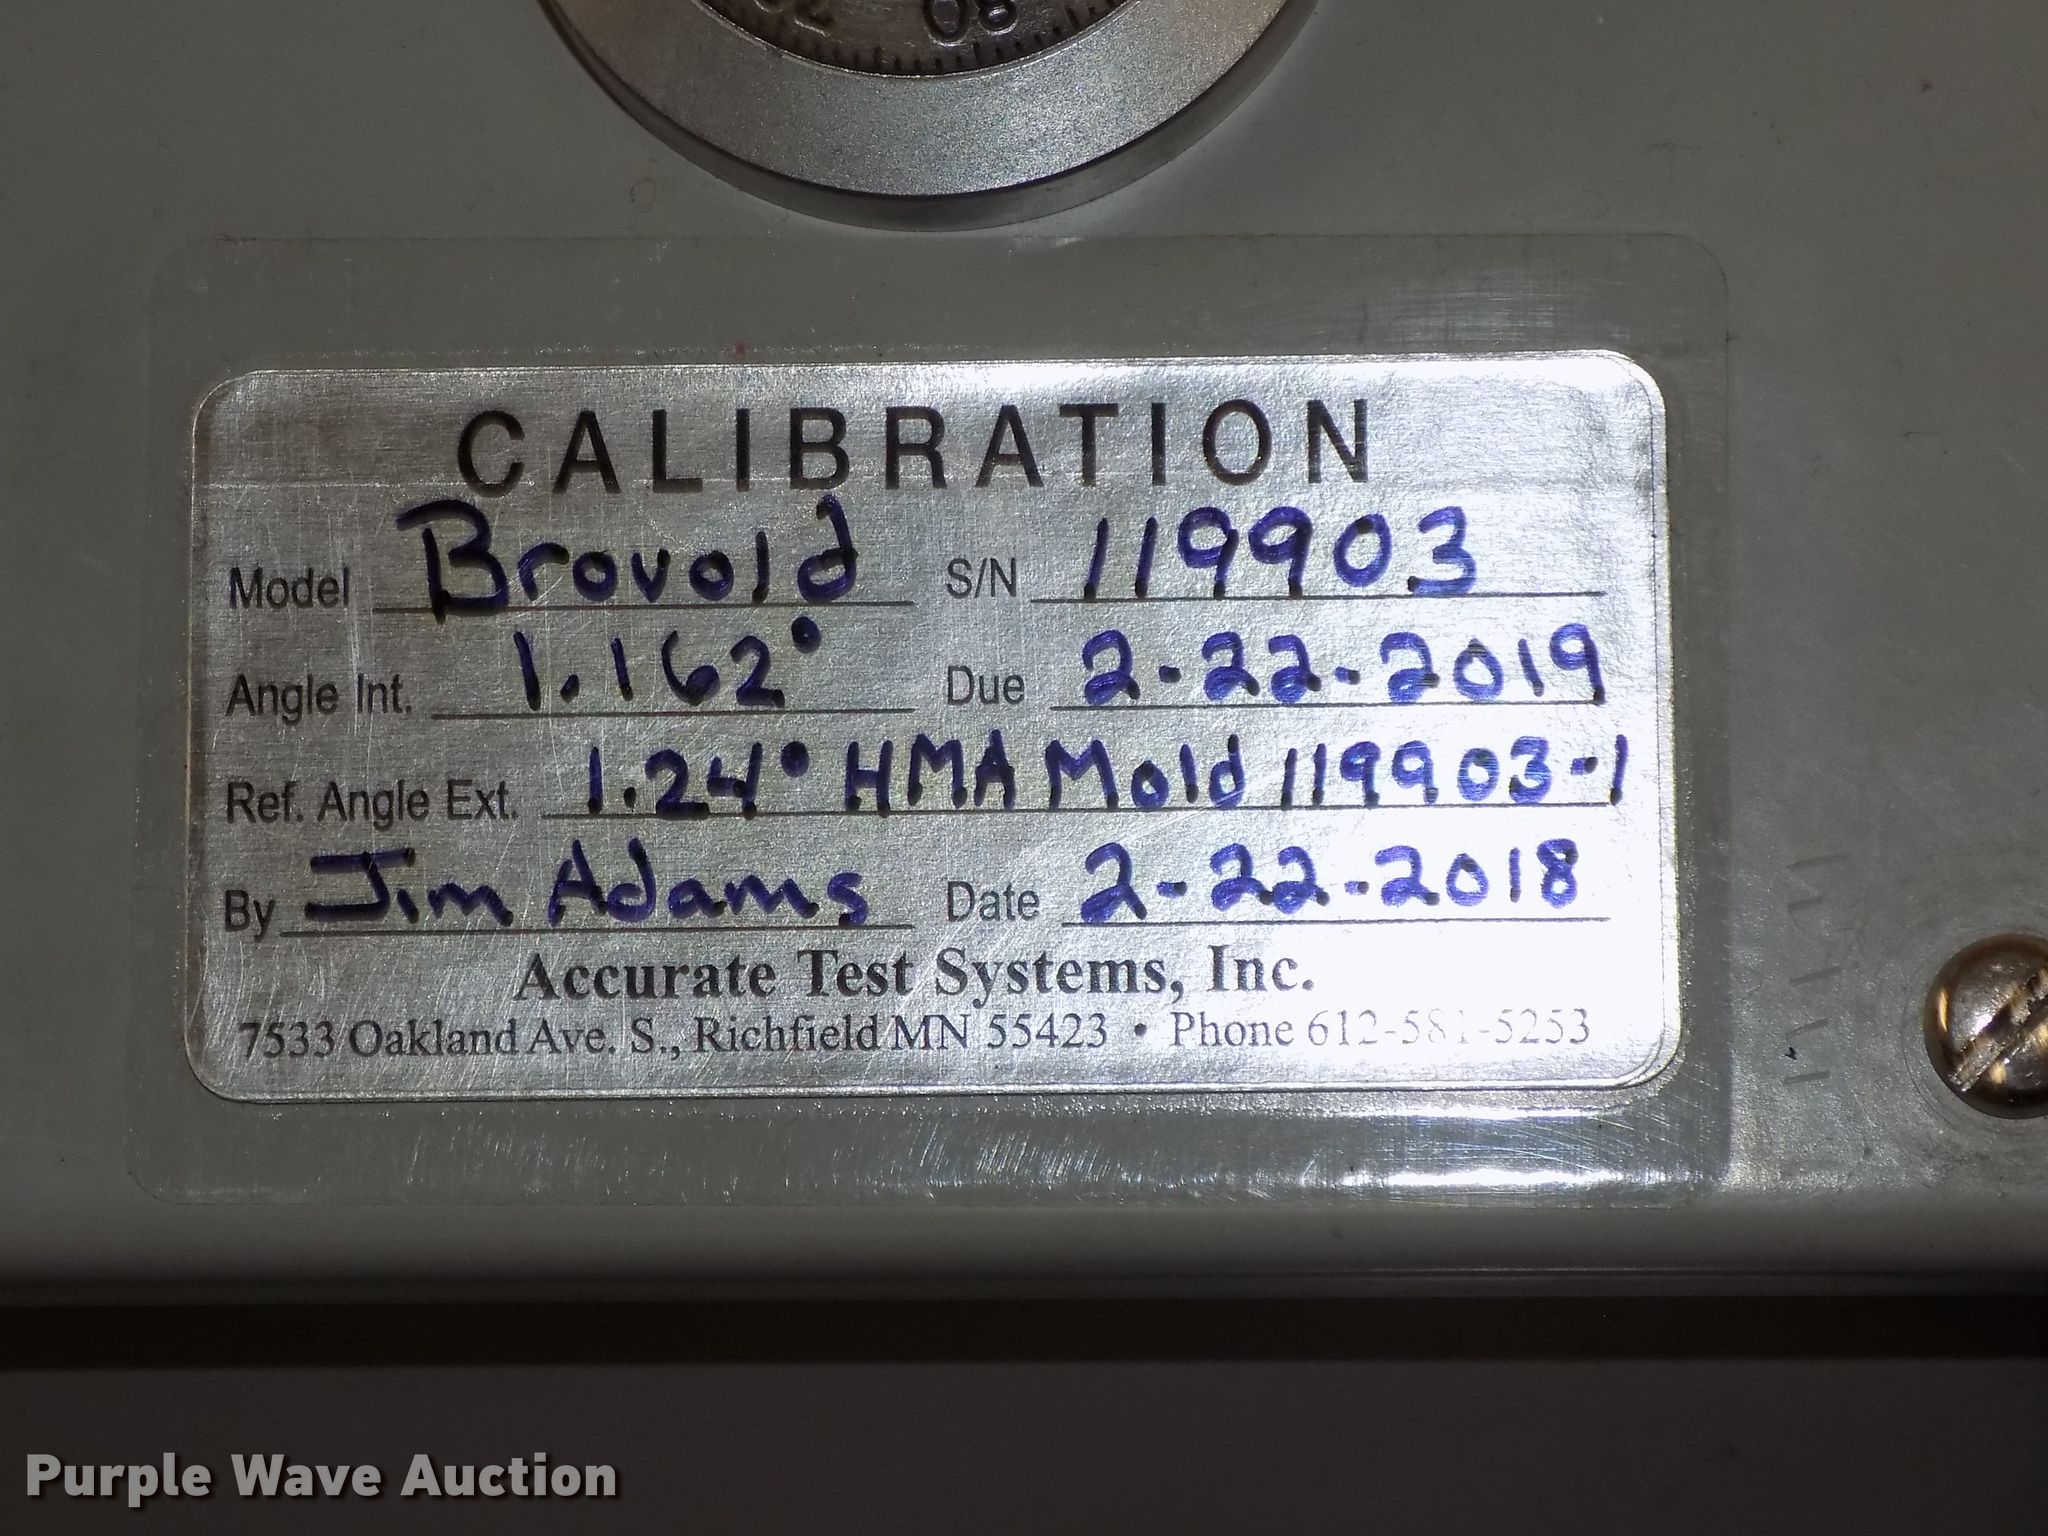 08
CALIBRATION
Model Brovold S/N 119903
Angle Int. 1.162° Due 2-22-2019
Ref. Angle Ext. 1.24° HMA Mold 119903-1
By Jim Adams Date 2-22-2018
Accurate Test Systems, Inc.
7533 Oakland Ave. S., Richfield MN 55423 • Phone 612-581-5253
Purple Wave Auction